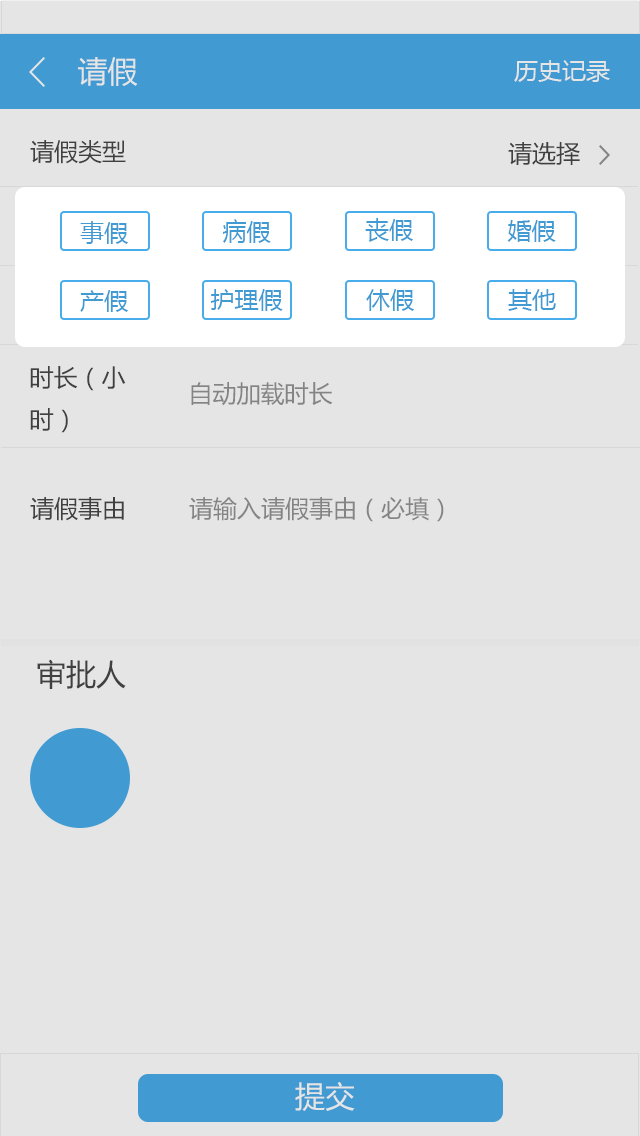 请假
历史记录
请假类型
请选择
事假
病假
丧假
婚假
产假
护理假
休假
其他
时长（小
时）
自动加载时长
请假事由
请输入请假事由（必填）
审批人
提交